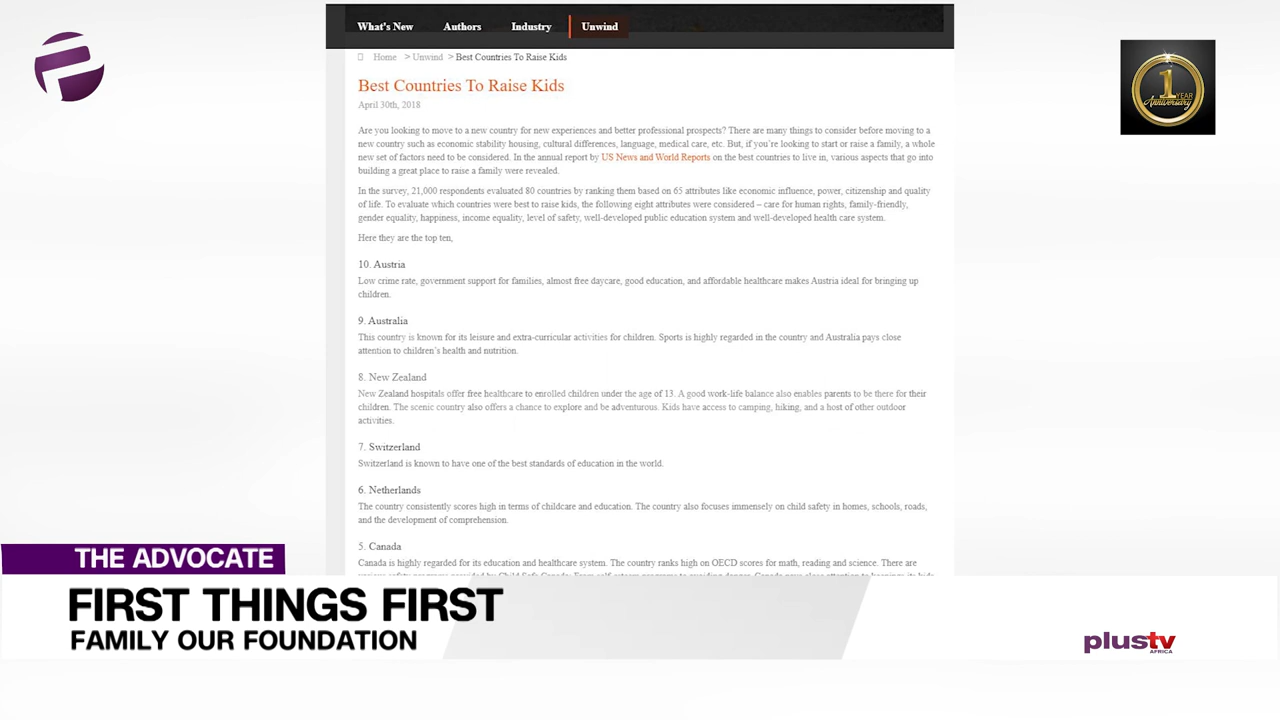 What's New Authors Industry Unwind
Home > Unwind > Best Countries To Raise Kids
Best Countries To Raise Kids
April 30th, 2018
Are you looking to move to a new country for new experiences and better professional prospects? There are many things to consider before moving to a
new country such as economic stability housing, cultural differences, language, medical care, etc. But, if you're looking to start or raise a family, a whole
new set of factors need to be considered. In the annual report by US News and World Reports on the best countries to live in, various aspects that go into
building a great place to raise a family were revealed.
In the survey, 21,000 respondents evaluated 80 countries by ranking them based on 65 attributes like economic influence, power, citizenship and quality
of life. To evaluate which countries were best to raise kids, the following eight attributes were considered – care for human rights, family-friendly,
gender equality, happiness, income equality, level of safety, well-developed public education system and well-developed health care system.
Here they are the top ten,
10. Austria
Low crime rate, government support for families, almost free daycare, good education, and affordable healthcare makes Austria ideal for bringing up
children.
9. Australia
This country is known for its leisure and extra-curricular activities for children. Sports is highly regarded in the country and Australia pays close
attention to children's health and nutrition.
8. New Zealand
New Zealand hospitals offer free healthcare to enrolled children under the age of 13. A good work-life balance also enables parents to be there for their
children. The scenic country also offers a chance to explore and be adventurous. Kids have access to camping, hiking, and a host of other outdoor
activities.
7. Switzerland
Switzerland is known to have one of the best standards of education in the world.
6. Netherlands
The country consistently scores high in terms of childcare and education. The country also focuses immensely on child safety in homes, schools, roads,
and the development of comprehension.
5. Canada
Canada is highly regarded for its education and healthcare system. The country ranks high on OECD scores for math, reading and science. There are
1 YEAR
Anniversary
THE ADVOCATE
FIRST THINGS FIRST
FAMILY OUR FOUNDATION
plustv
AFRICA